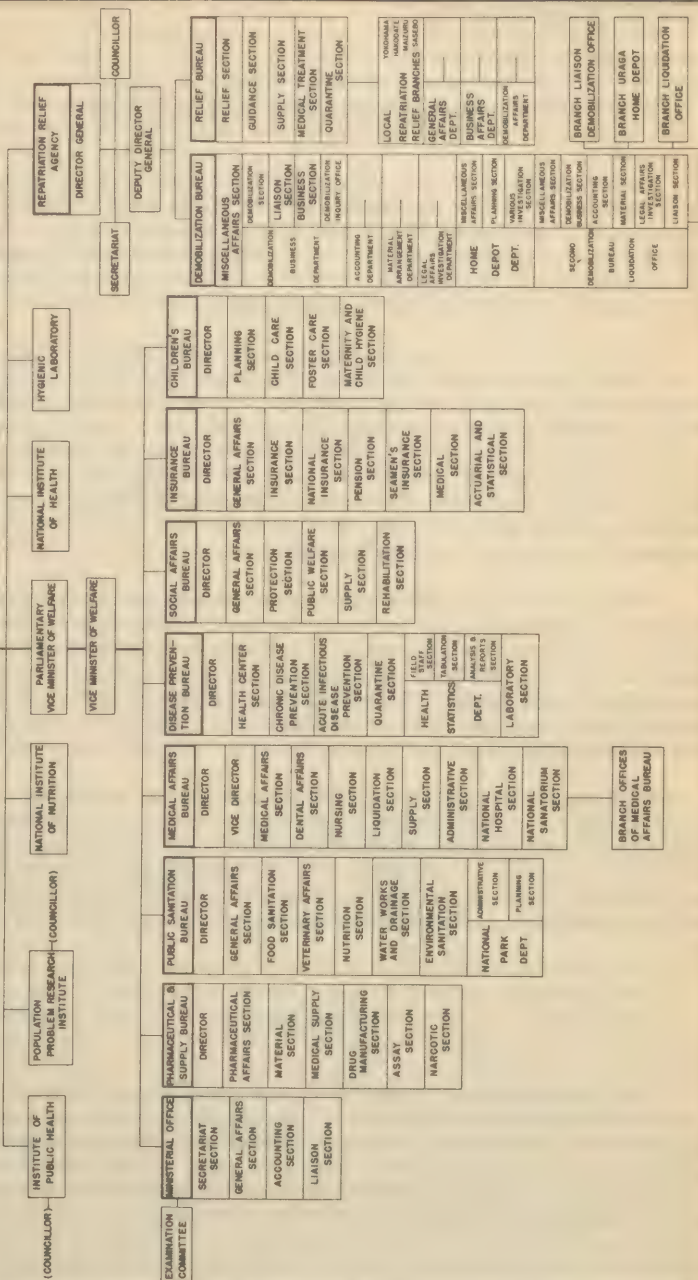 (COUNCILLOR)
INSTITUTE OF
PUBLIC HEALTH
POPULATION
PROBLEM RESEARCH
INSTITUTE
(COUNCILLOR)
NATIONAL INSTITUTE
OF NUTRITION
PARLIAMENTARY
VICE MINISTER OF WELFARE
VICE MINISTER OF WELFARE
NATIONAL INSTITUTE
OF HEALTH
HYGIENIC
LABORATORY
REPATRIATION RELIEF
AGENCY
DIRECTOR GENERAL
SECRETARIAT
COUNCILLOR
DEPUTY DIRECTOR
GENERAL
EXAMINATION
COMMITTEE
MINISTERIAL OFFICE
SECRETARIAT
SECTION
GENERAL AFFAIRS
SECTION
ACCOUNTING
SECTION
LIAISON
SECTION
PHARMACEUTICAL &
SUPPLY BUREAU
DIRECTOR
PHARMACEUTICAL
AFFAIRS SECTION
MATERIAL
SECTION
MEDICAL SUPPLY
SECTION
DRUG
MANUFACTURING
SECTION
ASSAY
SECTION
NARCOTIC
SECTION
PUBLIC SANITATION
BUREAU
DIRECTOR
GENERAL AFFAIRS
SECTION
FOOD SANITATION
SECTION
VETERINARY AFFAIRS
SECTION
NUTRITION
SECTION
WATER WORKS
AND DRAINAGE
SECTION
ENVIRONMENTAL
SANITATION
SECTION
NATIONAL
PARK
DEPT
ADMINISTRATIVE
SECTION
PLANNING
SECTION
MEDICAL AFFAIRS
BUREAU
DIRECTOR
VICE DIRECTOR
MEDICAL AFFAIRS
SECTION
DENTAL AFFAIRS
SECTION
NURSING
SECTION
LIQUIDATION
SECTION
SUPPLY
SECTION
ADMINISTRATIVE
SECTION
NATIONAL
HOSPITAL
SECTION
NATIONAL
SANATORIUM
SECTION
BRANCH OFFICES
OF MEDICAL
AFFAIRS BUREAU
DISEASE PREVEN-
TION BUREAU
DIRECTOR
HEALTH CENTER
SECTION
CHRONIC DISEASE
PREVENTION
SECTION
ACUTE INFECTIOUS
DISEASE
PREVENTION
SECTION
QUARANTINE
SECTION
HEALTH
STATISTICS
DEPT.
FIELD
STAFF
SECTION
TABULATION
SECTION
ANALYSIS &
REPORTS
SECTION
LABORATORY
SECTION
SOCIAL AFFAIRS
BUREAU
DIRECTOR
GENERAL AFFAIRS
SECTION
PROTECTION
SECTION
PUBLIC WELFARE
SECTION
SUPPLY
SECTION
REHABILITATION
SECTION
INSURANCE
BUREAU
DIRECTOR
GENERAL AFFAIRS
SECTION
INSURANCE
SECTION
NATIONAL
INSURANCE
SECTION
PENSION
SECTION
SEAMEN'S
INSURANCE
SECTION
MEDICAL
SECTION
ACTUARIAL AND
STATISTICAL
SECTION
CHILDREN'S
BUREAU
DIRECTOR
PLANNING
SECTION
CHILD CARE
SECTION
FOSTER CARE
SECTION
MATERNITY AND
CHILD HYGIENE
SECTION
DEMOBILIZATION BUREAU
MISCELLANEOUS
AFFAIRS SECTION
DEMOBILIZATION
BUSINESS
DEPARTMENT
DEMOBILIZATION
SECTION
LIAISON
SECTION
BUSINESS
SECTION
DEMOBILIZATION
INQUIRY OFFICE
ACCOUNTING
DEPARTMENT
MATERIAL
ARRANGEMENT
DEPARTMENT
LEGAL
AFFAIRS
INVESTIGATION
DEPARTMENT
HOME
DEPOT
DEPT.
MISCELLANEOUS
AFFAIRS SECTION
PLANNING SECTION
VARIOUS
INVESTIGATION
SECTION
SECOND
DEMOBILIZATION
BUREAU
LIQUIDATION
OFFICE
MISCELLANEOUS
AFFAIRS SECTION
DEMOBILIZATION
BUSINESS SECTION
ACCOUNTING
SECTION
MATERIAL SECTION
LEGAL AFFAIRS
INVESTIGATION
SECTION
LIAISON SECTION
RELIEF BUREAU
RELIEF SECTION
GUIDANCE SECTION
SUPPLY SECTION
MEDICAL TREATMENT
SECTION
QUARANTINE
SECTION
LOCAL
REPATRIATION
RELIEF BRANCHES
YOKOHAMA
HAKODATE
MAIZURU
SASEBO
GENERAL
AFFAIRS
DEPT.
BUSINESS
AFFAIRS
DEPT.
DEMOBILIZATION
AFFAIRS
DEPARTMENT
BRANCH LIAISON
DEMOBILIZATION OFFICE
BRANCH URAGA
HOME DEPOT
BRANCH LIQUIDATION
OFFICE